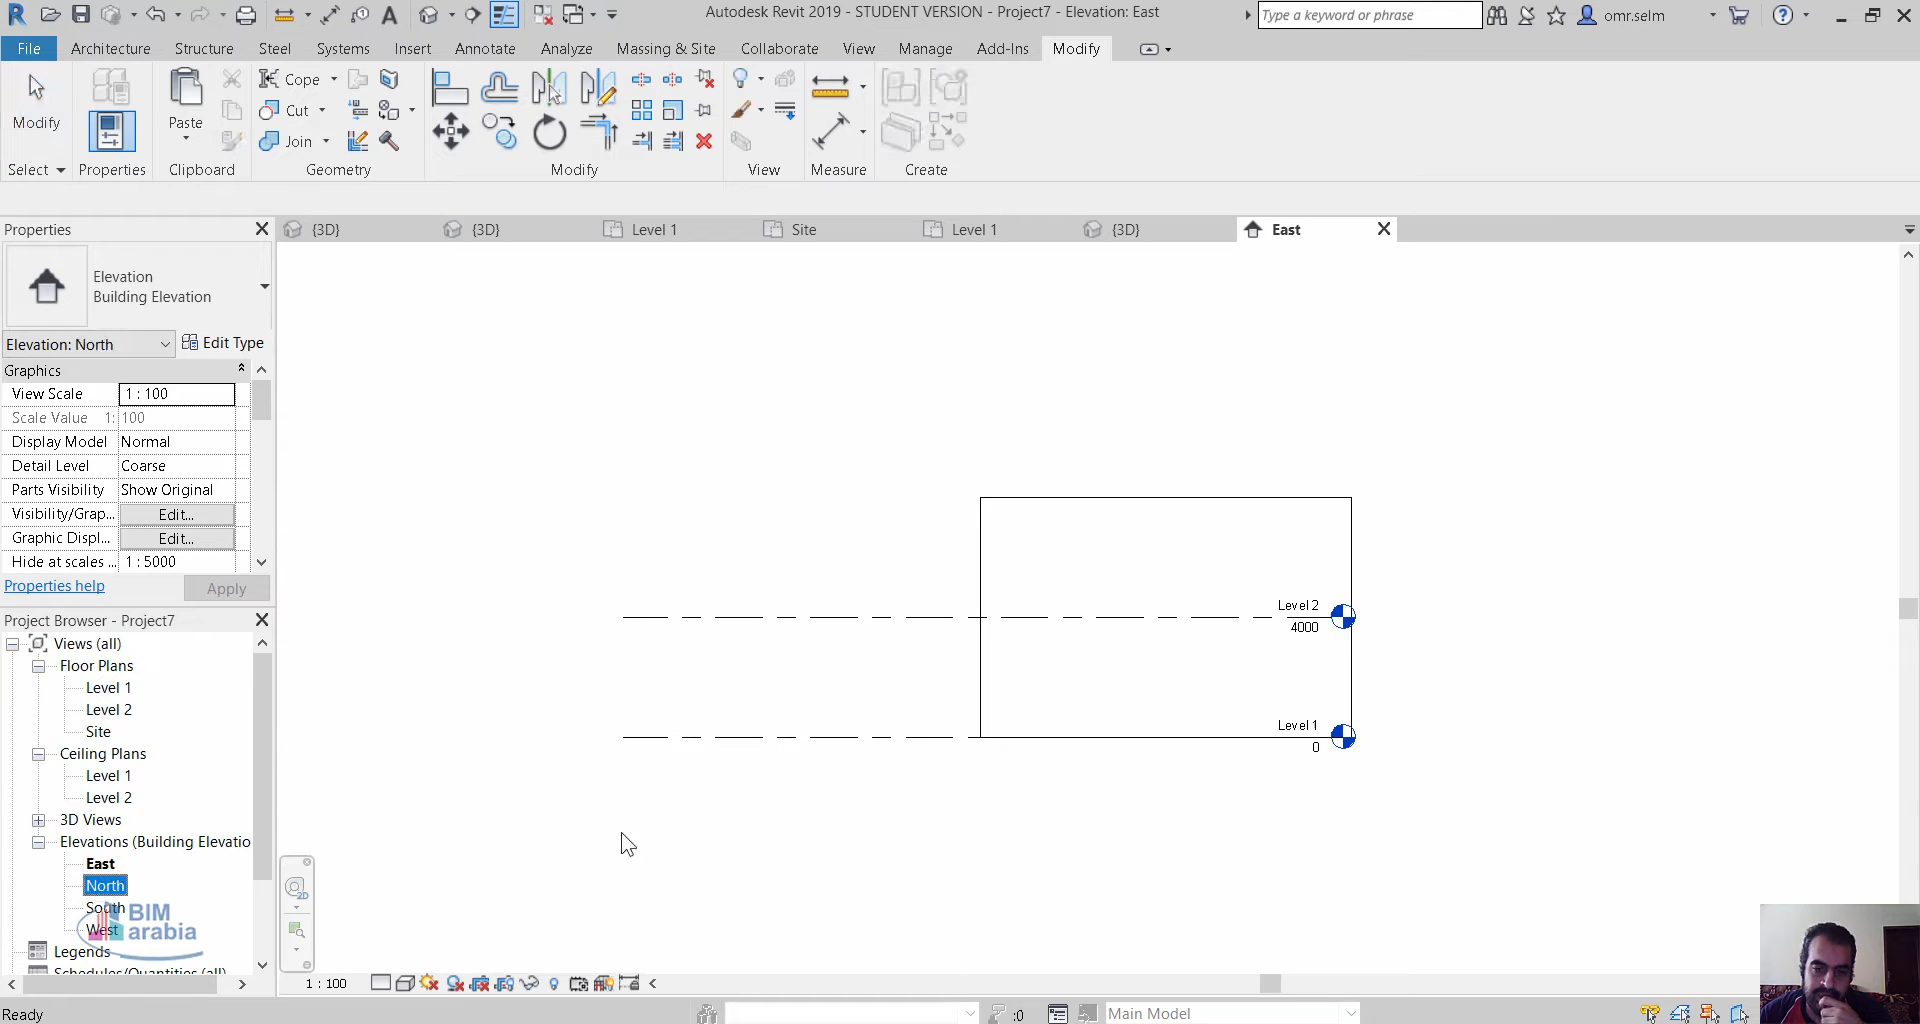 Autodesk Revit 2019 - STUDENT VERSION - Project7 - Elevation: East
Type a keyword or phrase
omr.selm
File Architecture Structure Steel Systems Insert Annotate Analyze Massing & Site Collaborate View Manage Add-Ins Modify
Modify
Paste
Cope
Cut
Join
Select Properties Clipboard Geometry Modify View Measure Create
Properties
{3D} {3D} Level 1 Site Level 1 {3D} East
Elevation
Building Elevation
Elevation: North Edit Type
Graphics
View Scale 1 : 100
Scale Value 1: 100
Display Model Normal
Detail Level Coarse
Parts Visibility Show Original
Visibility/Grap... Edit...
Graphic Displ... Edit...
Hide at scales ... 1 : 5000
Properties help Apply
Project Browser - Project7
Views (all)
Floor Plans
Level 1
Level 2
Site
Ceiling Plans
Level 1
Level 2
3D Views
Elevations (Building Elevatio
East
North
South
West
Legends
Schedules/Quantities (all)
BIM
arabia
Level 2
4000
Level 1
0
2D
1 : 100
Ready
:0
Main Model